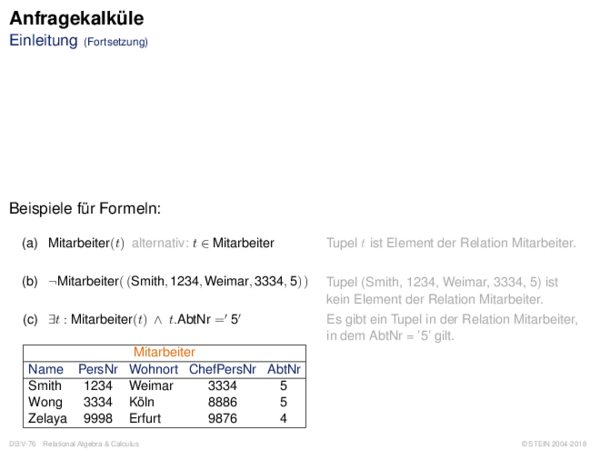 Anfragekalküle
Einleitung (Fortsetzung)
Beispiele für Formeln:
(a) Mitarbeiter(t) alternativ: t ∈ Mitarbeiter Tupel t ist Element der Relation Mitarbeiter.
(b) ¬Mitarbeiter( (Smith, 1234, Weimar, 3334, 5) ) Tupel (Smith, 1234, Weimar, 3334, 5) ist
kein Element der Relation Mitarbeiter.
(c) ∃t : Mitarbeiter(t) ∧ t.AbtNr =′ 5′ Es gibt ein Tupel in der Relation Mitarbeiter,
in dem AbtNr = '5' gilt.
Mitarbeiter
Name PersNr Wohnort ChefPersNr AbtNr
Smith 1234 Weimar 3334 5
Wong 3334 Köln 8886 5
Zelaya 9998 Erfurt 9876 4
DB:V-76 Relational Algebra & Calculus ©STEIN 2004-2018